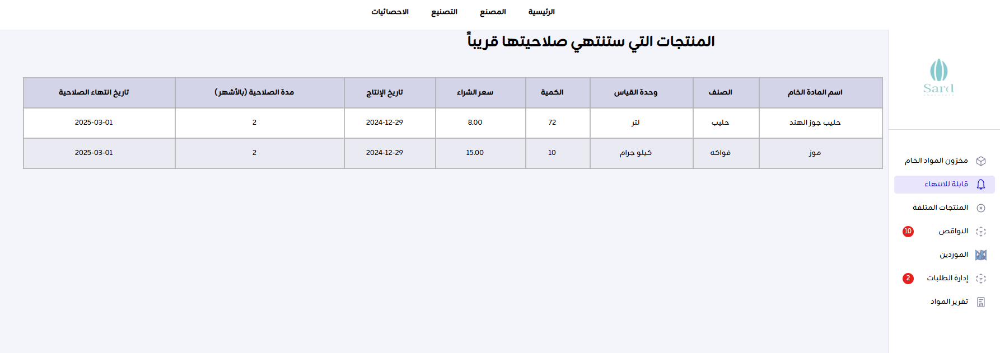 الرئيسية المصنع التصنيع الاحصائيات
Sard
مخزون المواد الخام
قابلة للانتهاء
المنتجات المتلفة
النواقص 10
الموردين
إدارة الطلبات 2
تقرير المواد
المنتجات التي ستنتهي صلاحيتها قريباً
اسم المادة الخام الصنف وحدة القياس الكمية سعر الشراء تاريخ الإنتاج مدة الصلاحية (بالأشهر) تاريخ انتهاء الصلاحية
حليب جوز الهند حليب لتر 72 8.00 2024-12-29 2 2025-03-01
موز فواكه كيلو جرام 10 15.00 2024-12-29 2 2025-03-01